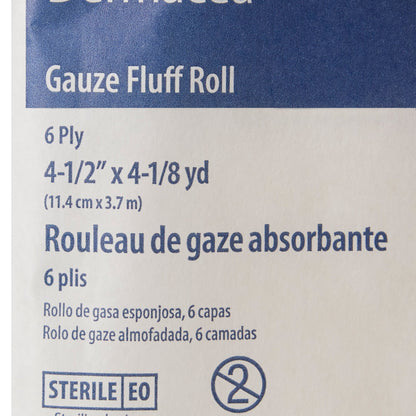 Gauze Fluff Roll
6 Ply
4-1/2” x 4-1/8 yd
(11.4 cm x 3.7 m)
Rouleau de gaze absorbante
6 plis
Rollo de gasa esponjosa, 6 capas
Rolo de gaze almofadada, 6 camadas
STERILE EO
2